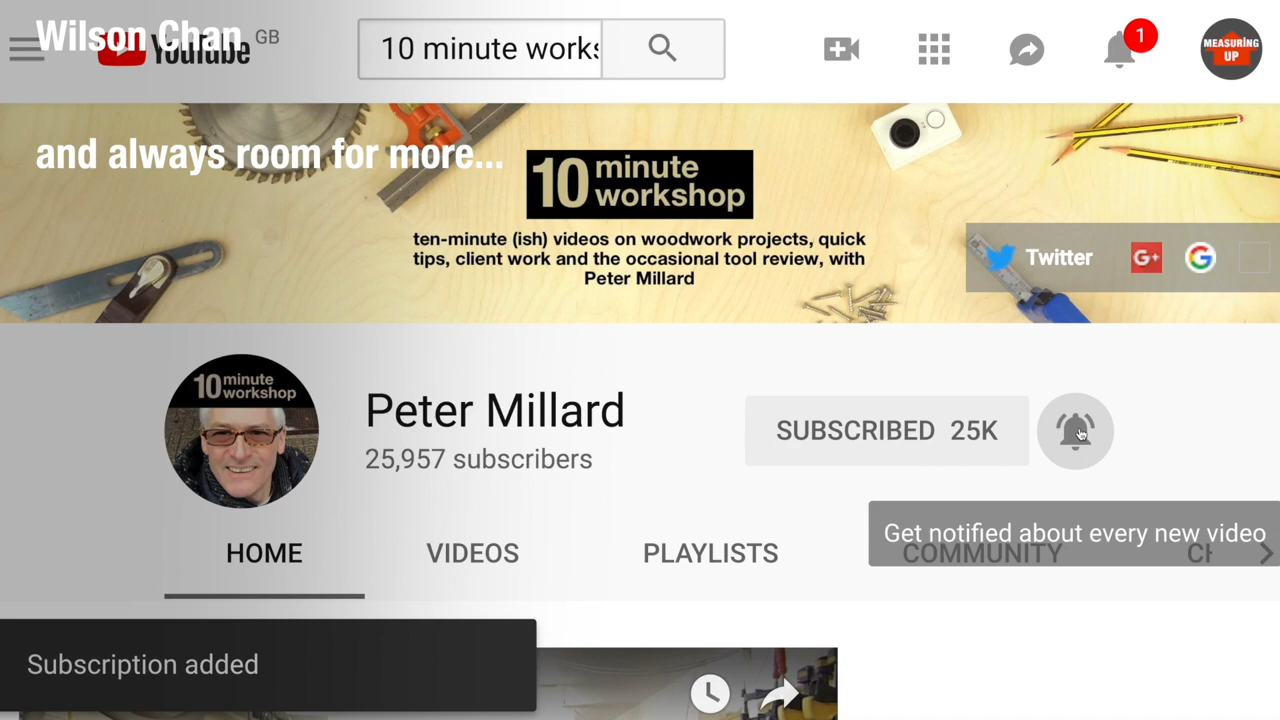 Wilson Chan
YouTube GB
10 minute works
1
MEASURING
UP
and always room for more...
10 minute
workshop
ten-minute (ish) videos on woodwork projects, quick
tips, client work and the occasional tool review, with
Peter Millard
Twitter
G+
G
10 minute
workshop
Peter Millard
25,957 subscribers
SUBSCRIBED 25K
Get notified about every new video
HOME
VIDEOS
PLAYLISTS
COMMUNITY
CH
Subscription added